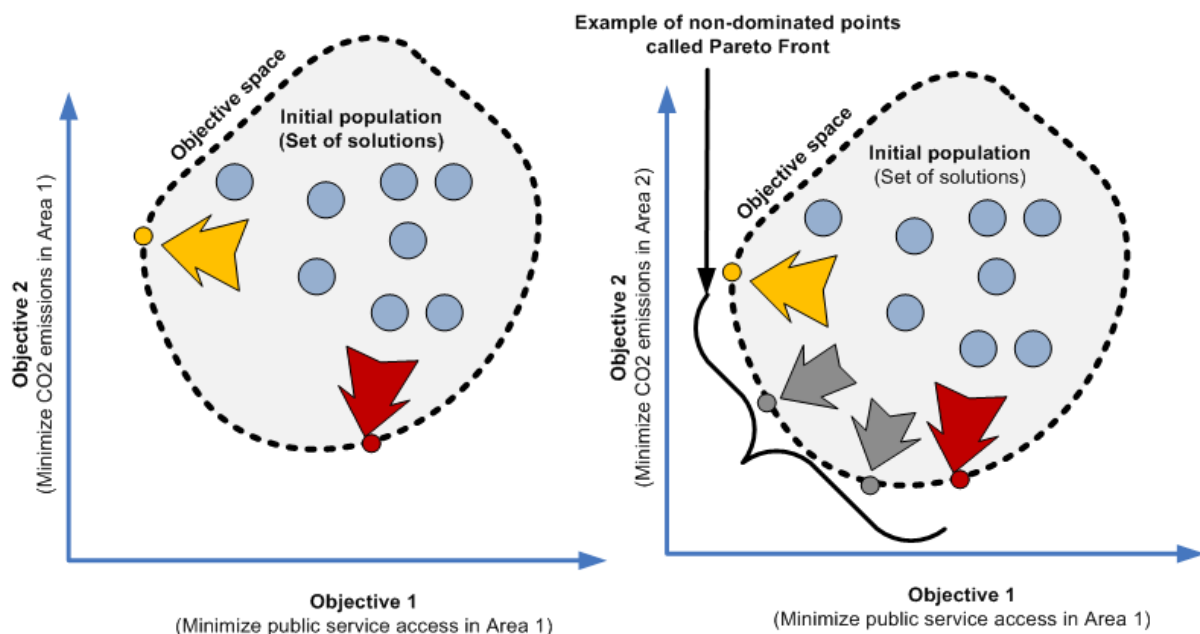 Objective space
Initial population
(Set of solutions)
Objective 2
(Minimize CO2 emissions in Area 1)
Objective 1
(Minimize public service access in Area 1)
Example of non-dominated points
called Pareto Front
Objective space
Initial population
(Set of solutions)
Objective 2
(Minimize CO2 emissions in Area 2)
Objective 1
(Minimize public service access in Area 1)